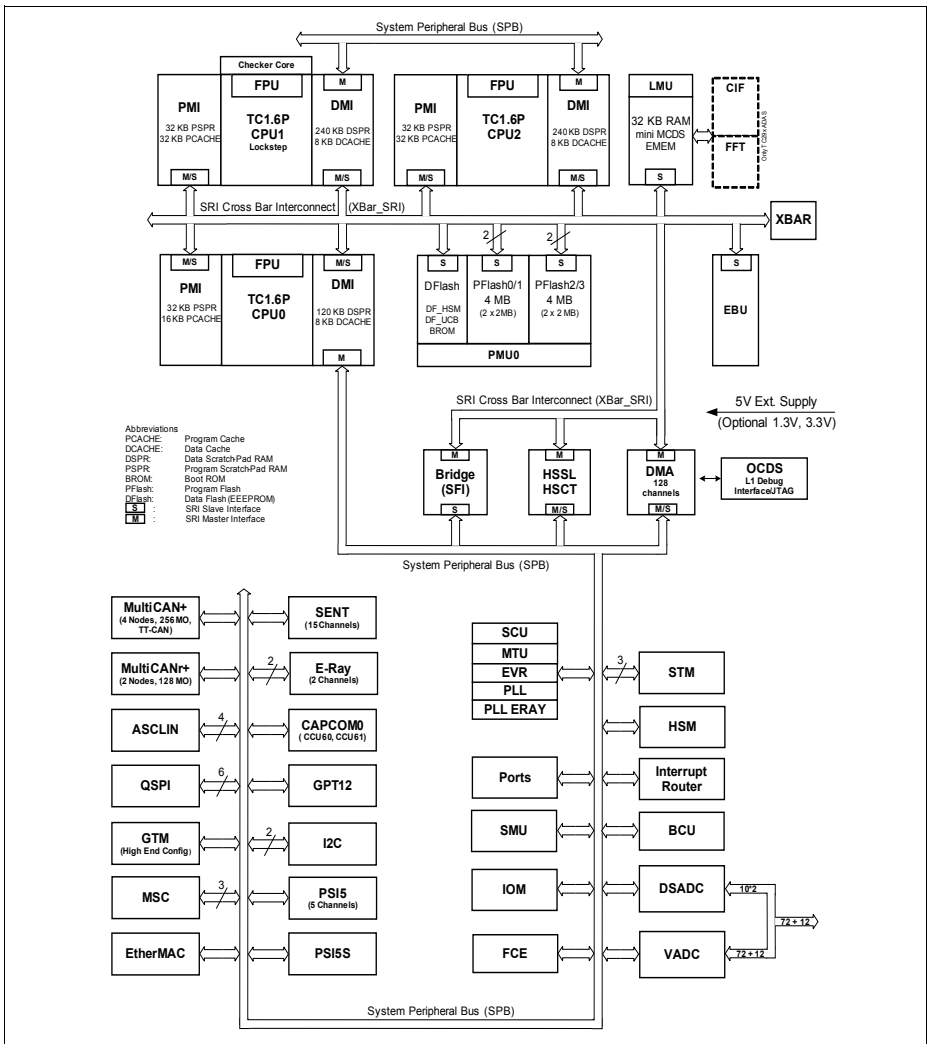 System Peripheral Bus (SPB)
Checker Core
PMI
32 KB PSPR
32 KB PCACHE
M/S
FPU
TC1.6P
CPU1
Lockstep
M
DMI
240 KB DSPR
8 KB DCACHE
M/S
PMI
32 KB PSPR
32 KB PCACHE
M/S
FPU
TC1.6P
CPU2
M
DMI
240 KB DSPR
8 KB DCACHE
M/S
LMU
32 KB RAM
mini MCDS
EMEM
S
CIF
FFT
Only TC29x ADAS
SRI Cross Bar Interconnect (XBar_SRI)
XBAR
M/S
PMI
32 KB PSPR
16 KB PCACHE
FPU
TC1.6P
CPU0
M/S
DMI
120 KB DSPR
8 KB DCACHE
M
2
2
S
DFlash
DF_HSM
DF_UCB
BROM
S
PFlash0/1
4 MB
(2 x 2MB)
S
PFlash2/3
4 MB
(2 x 2 MB)
PMU0
S
EBU
5V Ext. Supply
(Optional 1.3V, 3.3V)
SRI Cross Bar Interconnect (XBar_SRI)
Abbreviations
PCACHE: Program Cache
DCACHE: Data Cache
DSPR: Data Scratch-Pad RAM
PSPR: Program Scratch-Pad RAM
BROM: Boot ROM
PFlash: Program Flash
DFlash: Data Flash (EEEPROM)
S : SRI Slave Interface
M : SRI Master Interface
M
Bridge
(SFI)
S
M
HSSL
HSCT
M/S
M
DMA
128
channels
M/S
OCDS
L1 Debug
Interface/JTAG
System Peripheral Bus (SPB)
MultiCAN+
(4 Nodes, 256 MO,
TT-CAN)
SENT
(15 Channels)
MultiCANr+
(2 Nodes, 128 MO)
2
E-Ray
(2 Channels)
ASCLIN
4
CAPCOM0
( CCU60, CCU61)
QSPI
6
GPT12
GTM
(High End Config)
2
I2C
MSC
3
PSI5
(5 Channels)
EtherMAC
PSI5S
SCU
MTU
EVR
PLL
PLL ERAY
3
STM
HSM
Ports
Interrupt
Router
SMU
BCU
IOM
DSADC
10*2
72 + 12
FCE
VADC
72 + 12
System Peripheral Bus (SPB)